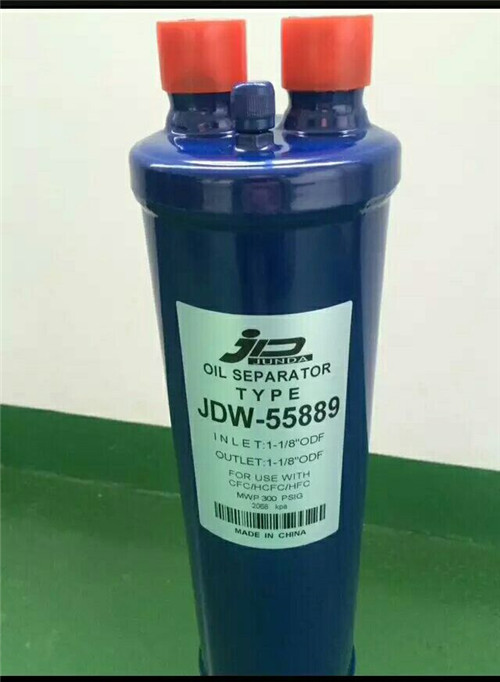 JD
JUNDA
OIL SEPARATOR
TYPE
JDW-55889
INLET:1-1/8"ODF
OUTLET:1-1/8"ODF
FOR USE WITH
CFC/HCFC/HFC
MWP 300 PSIG
2068 kpa
MADE IN CHINA